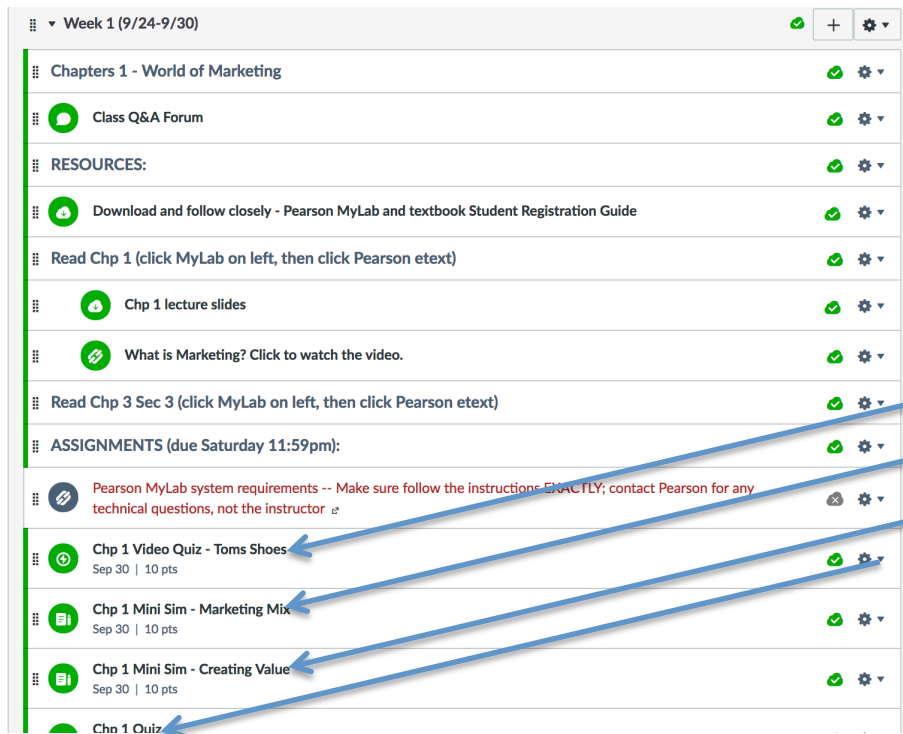 Week 1 (9/24-9/30)
Chapters 1 - World of Marketing
Class Q&A Forum
RESOURCES:
Download and follow closely - Pearson MyLab and textbook Student Registration Guide
Read Chp 1 (click MyLab on left, then click Pearson etext)
Chp 1 lecture slides
What is Marketing? Click to watch the video.
Read Chp 3 Sec 3 (click MyLab on left, then click Pearson etext)
ASSIGNMENTS (due Saturday 11:59pm):
Pearson MyLab system requirements -- Make sure follow the instructions EXACTLY; contact Pearson for any
technical questions, not the instructor
Chp 1 Video Quiz - Toms Shoes
Sep 30 | 10 pts
Chp 1 Mini Sim - Marketing Mix
Sep 30 | 10 pts
Chp 1 Mini Sim - Creating Value
Sep 30 | 10 pts
Chp 1 Quiz